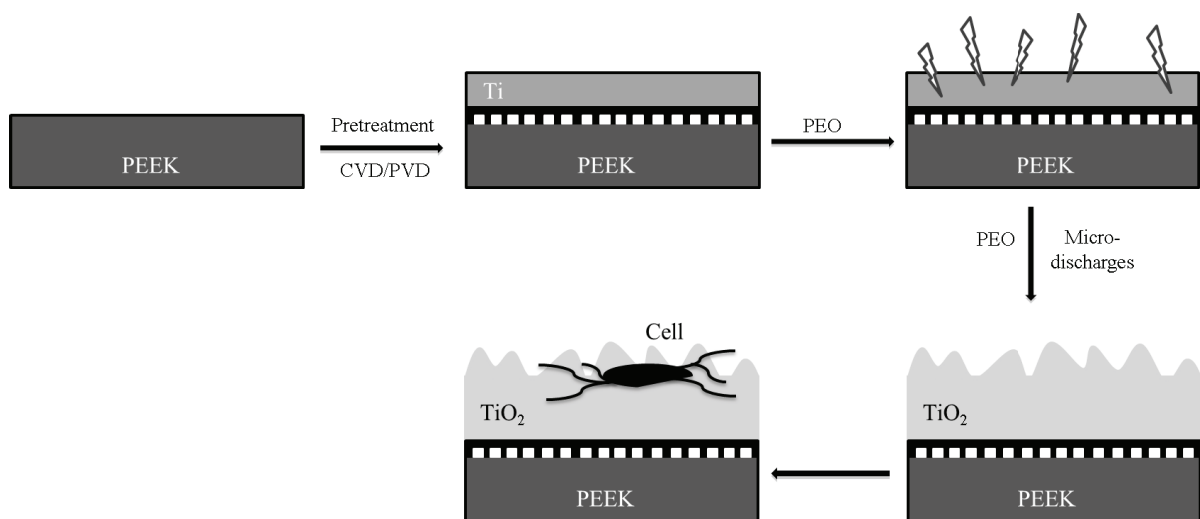 PEEK
Pretreatment
CVD/PVD
Ti
PEEK
PEO
PEEK
PEO
Micro-
discharges
Cell
TiO₂
PEEK
TiO₂
PEEK